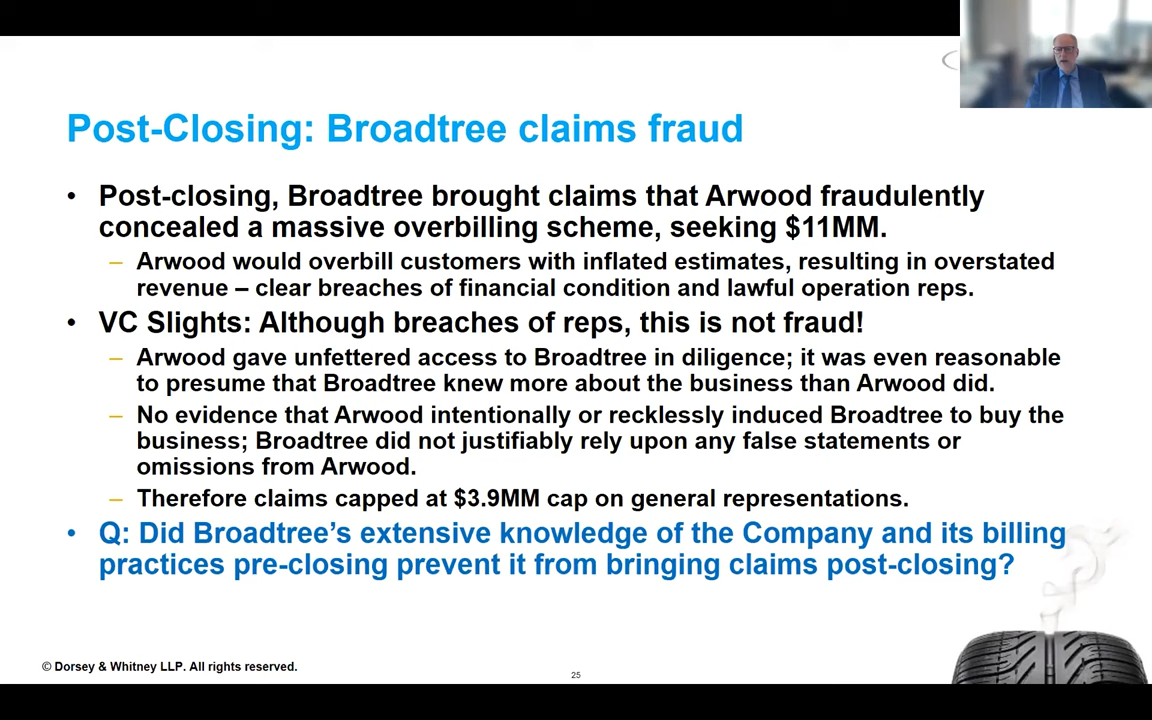 Post-Closing: Broadtree claims fraud
• Post-closing, Broadtree brought claims that Arwood fraudulently
concealed a massive overbilling scheme, seeking $11MM.
– Arwood would overbill customers with inflated estimates, resulting in overstated
revenue – clear breaches of financial condition and lawful operation reps.
• VC Slights: Although breaches of reps, this is not fraud!
– Arwood gave unfettered access to Broadtree in diligence; it was even reasonable
to presume that Broadtree knew more about the business than Arwood did.
– No evidence that Arwood intentionally or recklessly induced Broadtree to buy the
business; Broadtree did not justifiably rely upon any false statements or
omissions from Arwood.
– Therefore claims capped at $3.9MM cap on general representations.
• Q: Did Broadtree’s extensive knowledge of the Company and its billing
practices pre-closing prevent it from bringing claims post-closing?
© Dorsey & Whitney LLP. All rights reserved.
25